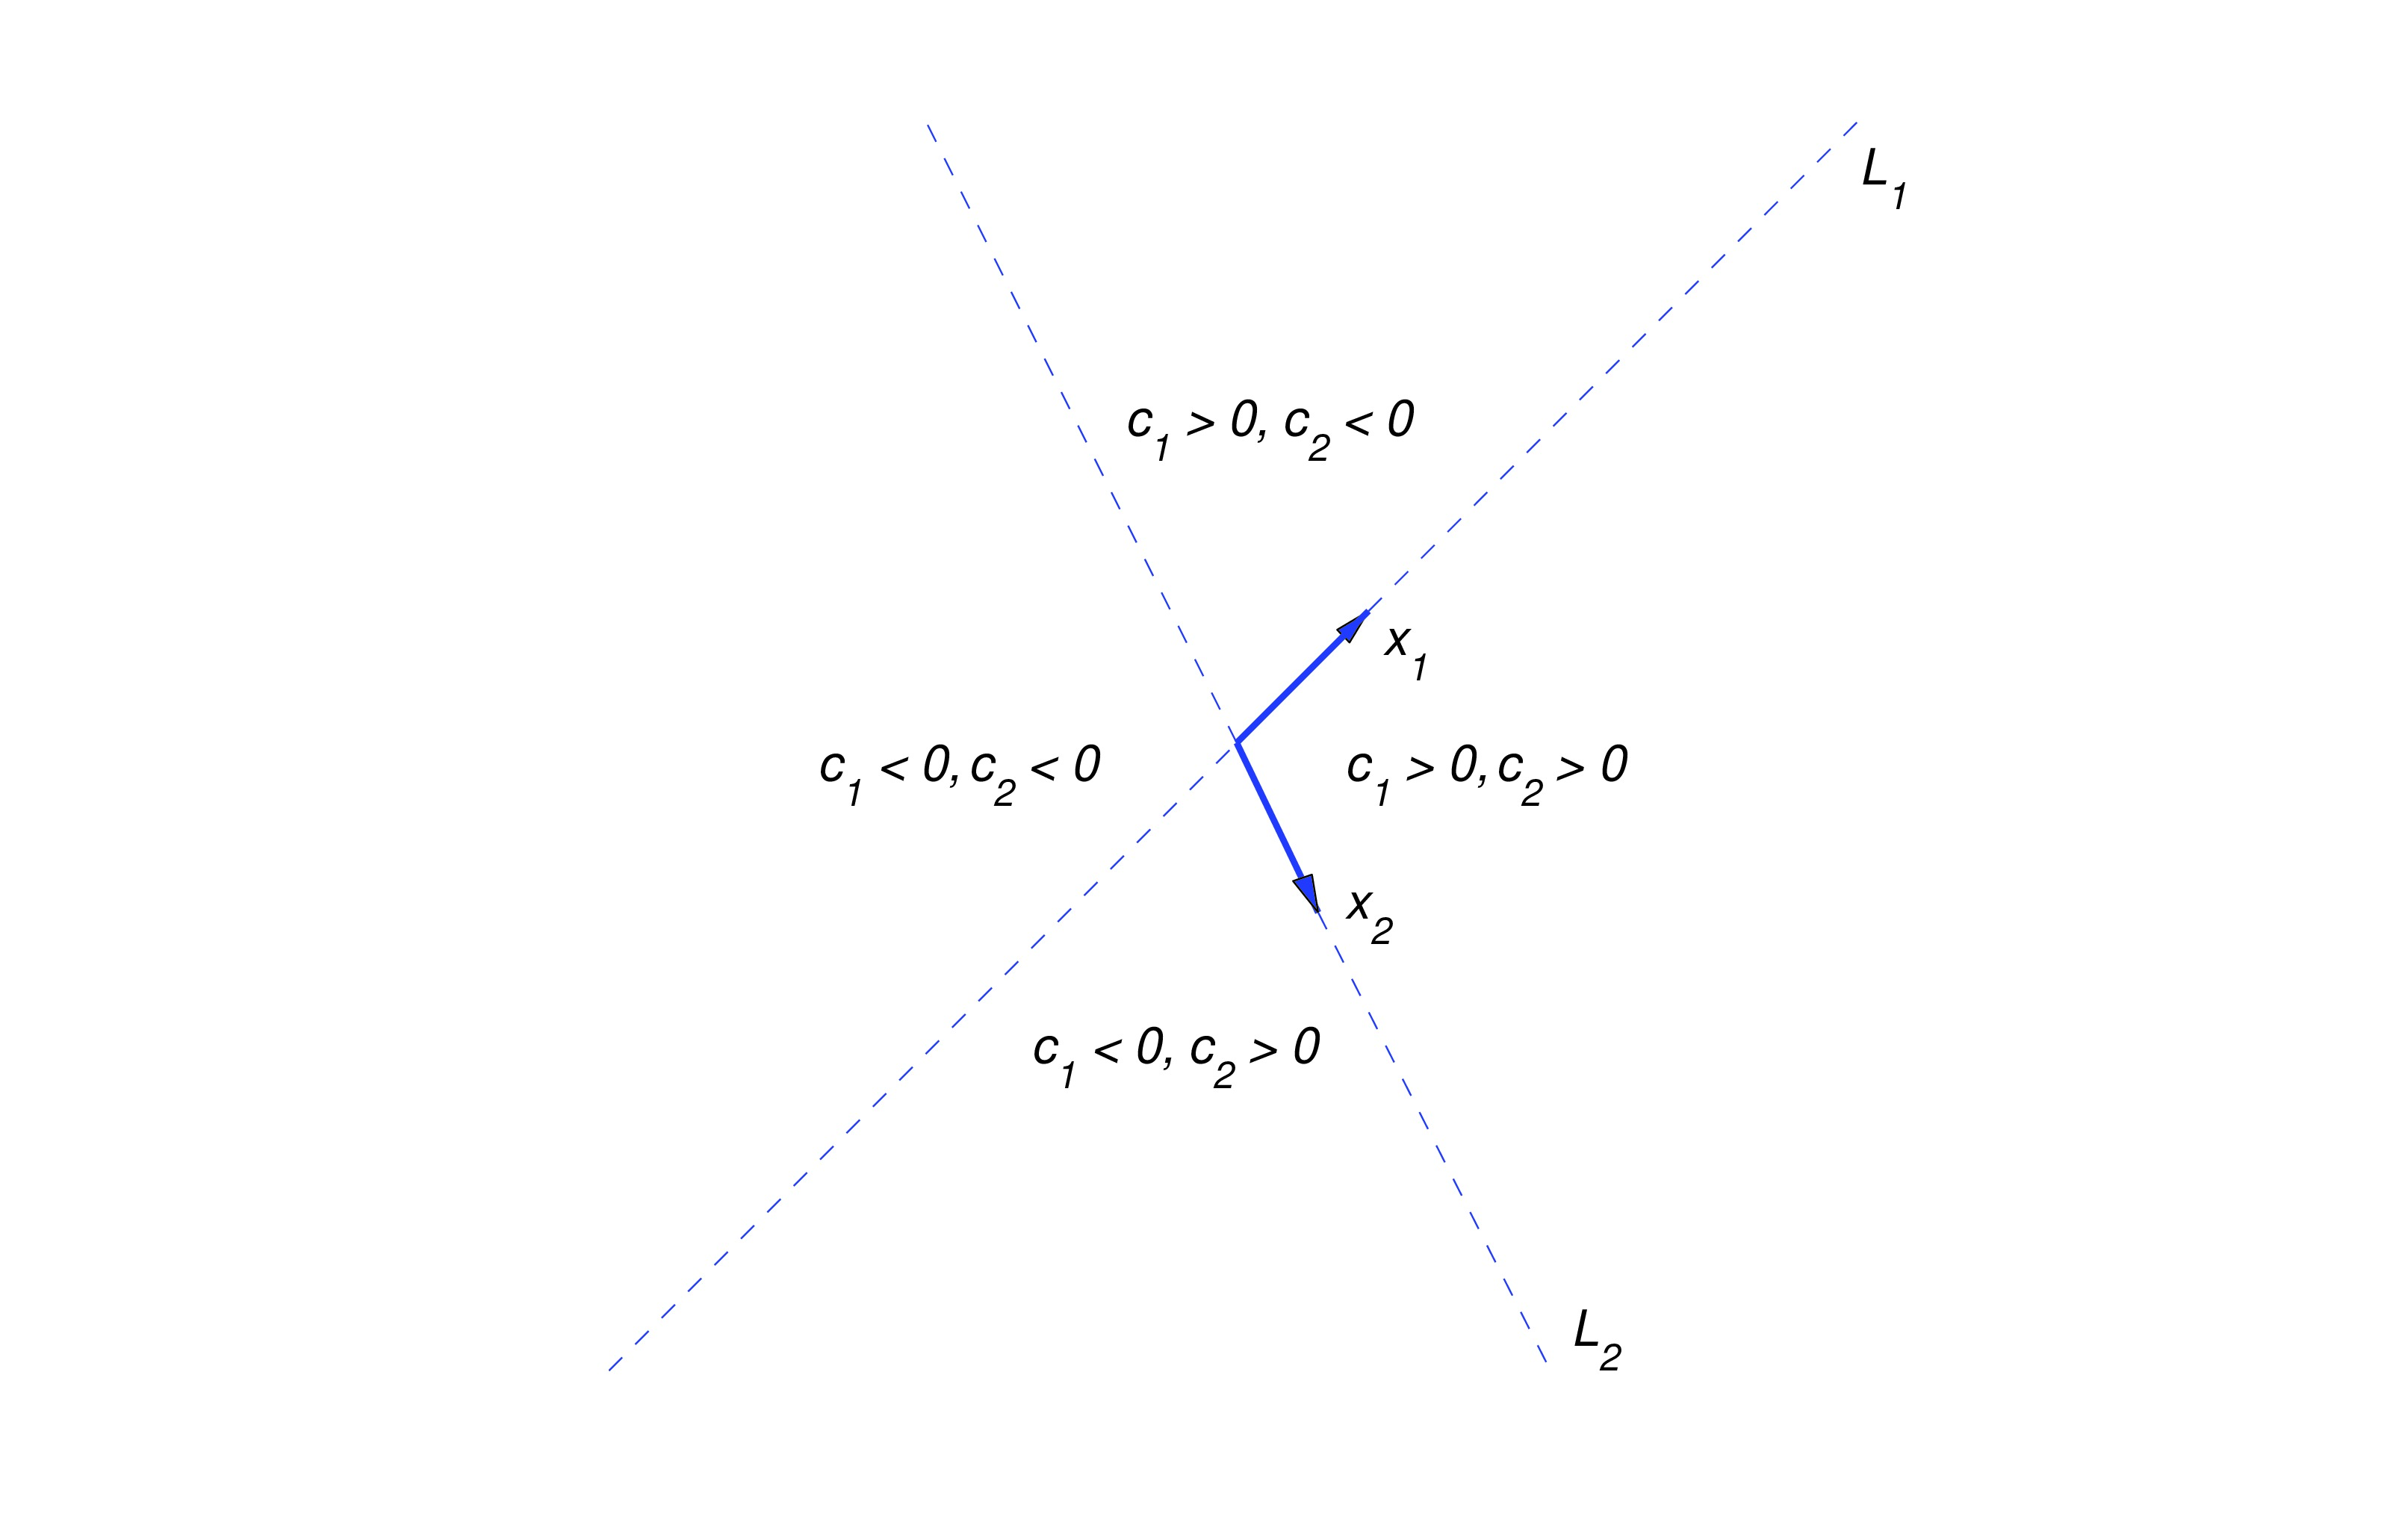 L₁
c₁ > 0, c₂ < 0
x₁
c₁ < 0, c₂ < 0
c₁ > 0, c₂ > 0
x₂
c₁ < 0, c₂ > 0
L₂